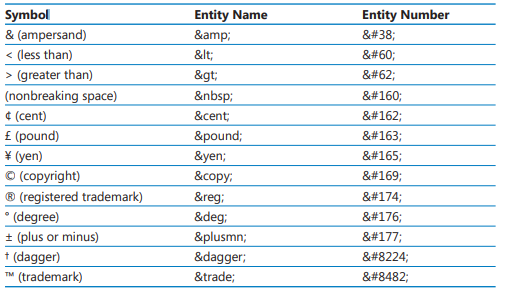 Symbol Entity Name Entity Number
& (ampersand) &amp; &#38;
< (less than) &lt; &#60;
> (greater than) &gt; &#62;
(nonbreaking space) &nbsp; &#160;
¢ (cent) &cent; &#162;
£ (pound) &pound; &#163;
¥ (yen) &yen; &#165;
© (copyright) &copy; &#169;
® (registered trademark) &reg; &#174;
° (degree) &deg; &#176;
± (plus or minus) &plusmn; &#177;
† (dagger) &dagger; &#8224;
™ (trademark) &trade; &#8482;